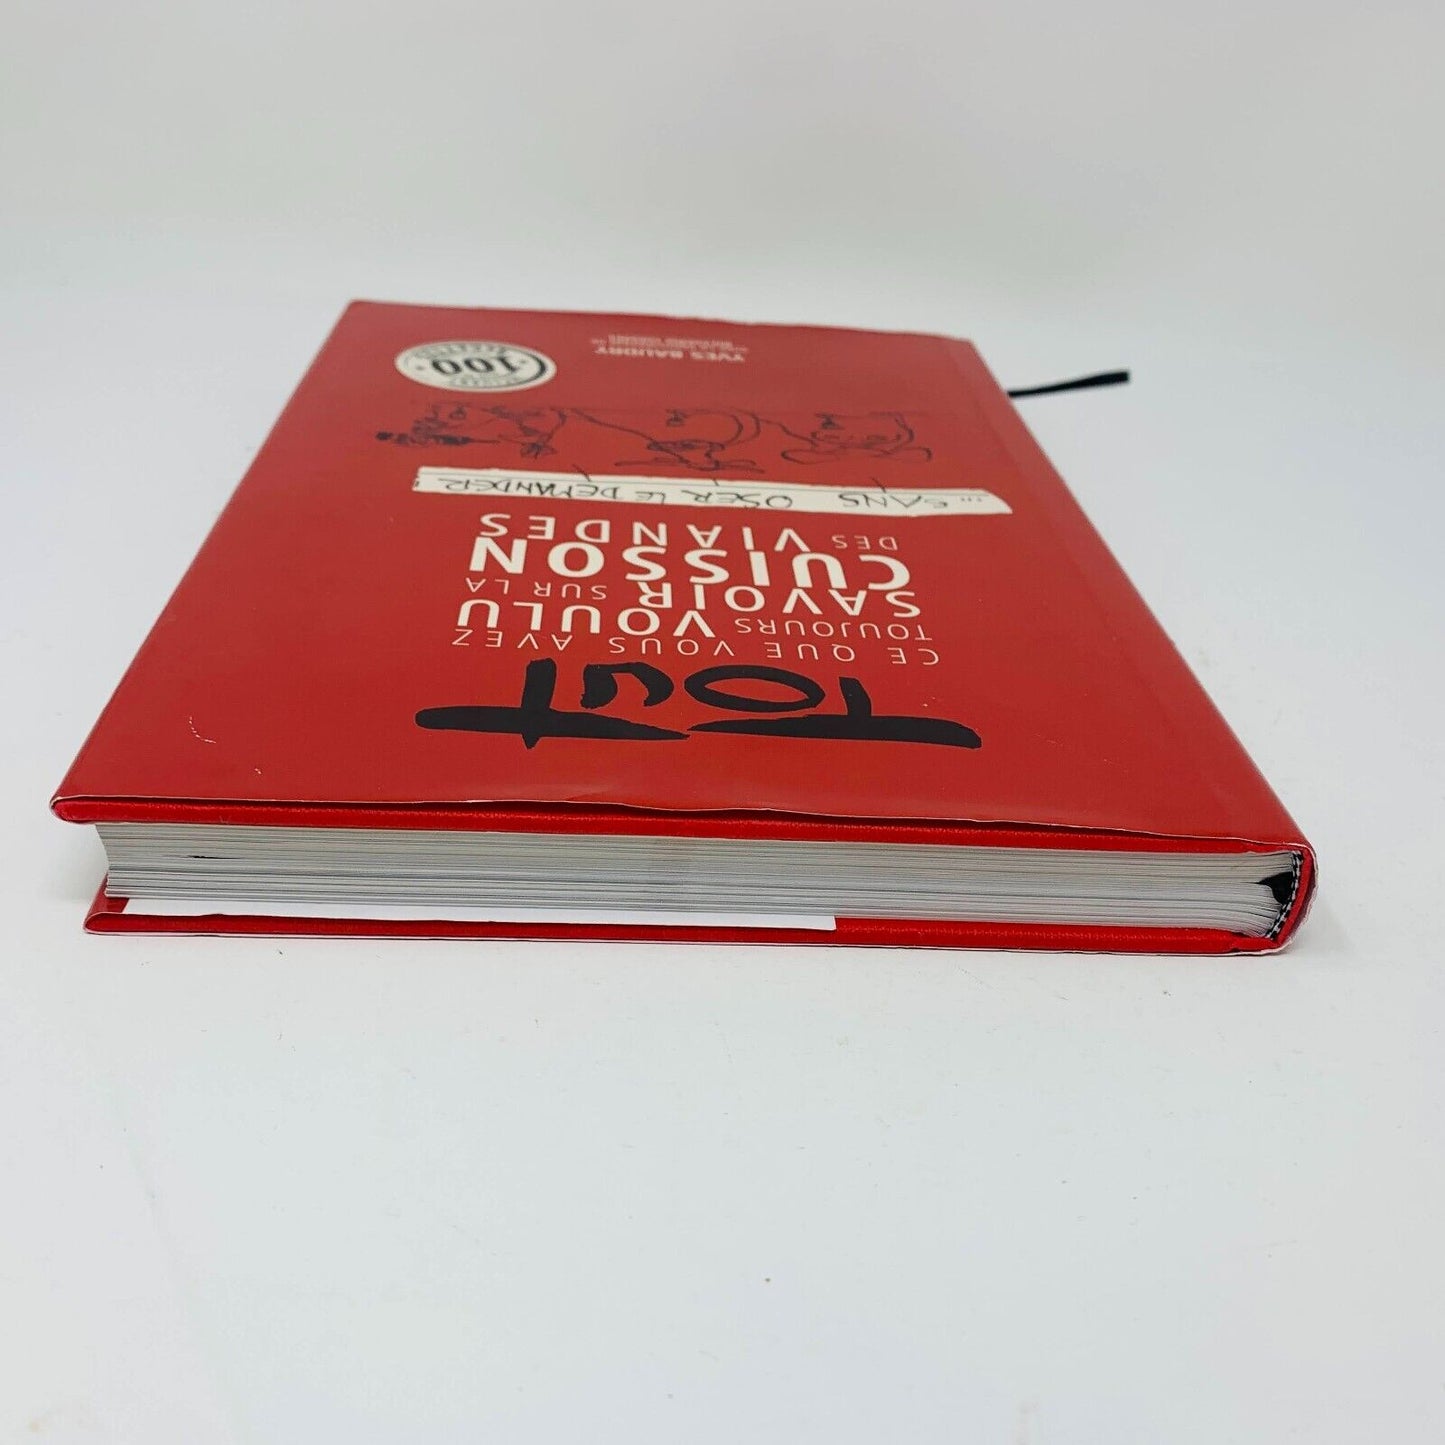 TOUT
CE QUE VOUS AVEZ
TOUJOURS VOULU
SAVOIR SUR LA
CUISSON
DES VIANDES
... SANS OSER LE DEMANDER
100
YVES BAUDRY